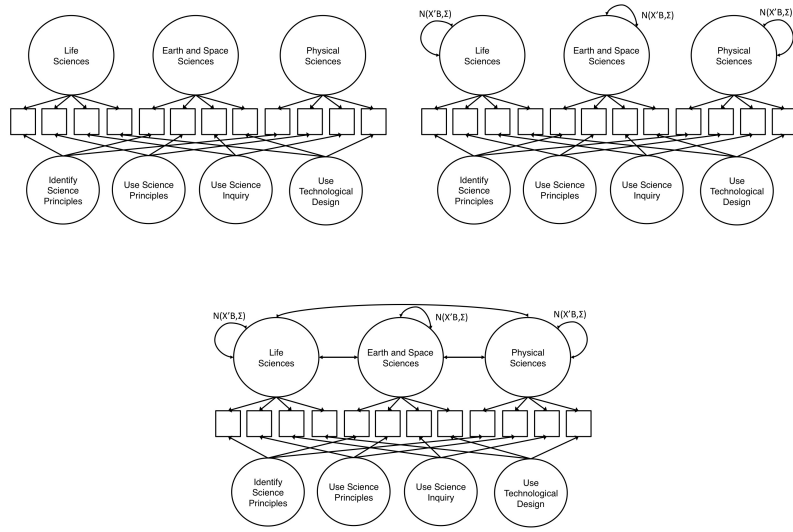 Life
Sciences
Earth and Space
Sciences
Physical
Sciences
Identify
Science
Principles
Use Science
Principles
Use Science
Inquiry
Use
Technological
Design
N(X'B,Σ)
N(X'B,Σ)
N(X'B,Σ)
Life
Sciences
Earth and Space
Sciences
Physical
Sciences
Identify
Science
Principles
Use Science
Principles
Use Science
Inquiry
Use
Technological
Design
N(X'B,Σ)
N(X'B,Σ)
N(X'B,Σ)
Life
Sciences
Earth and Space
Sciences
Physical
Sciences
Identify
Science
Principles
Use Science
Principles
Use Science
Inquiry
Use
Technological
Design